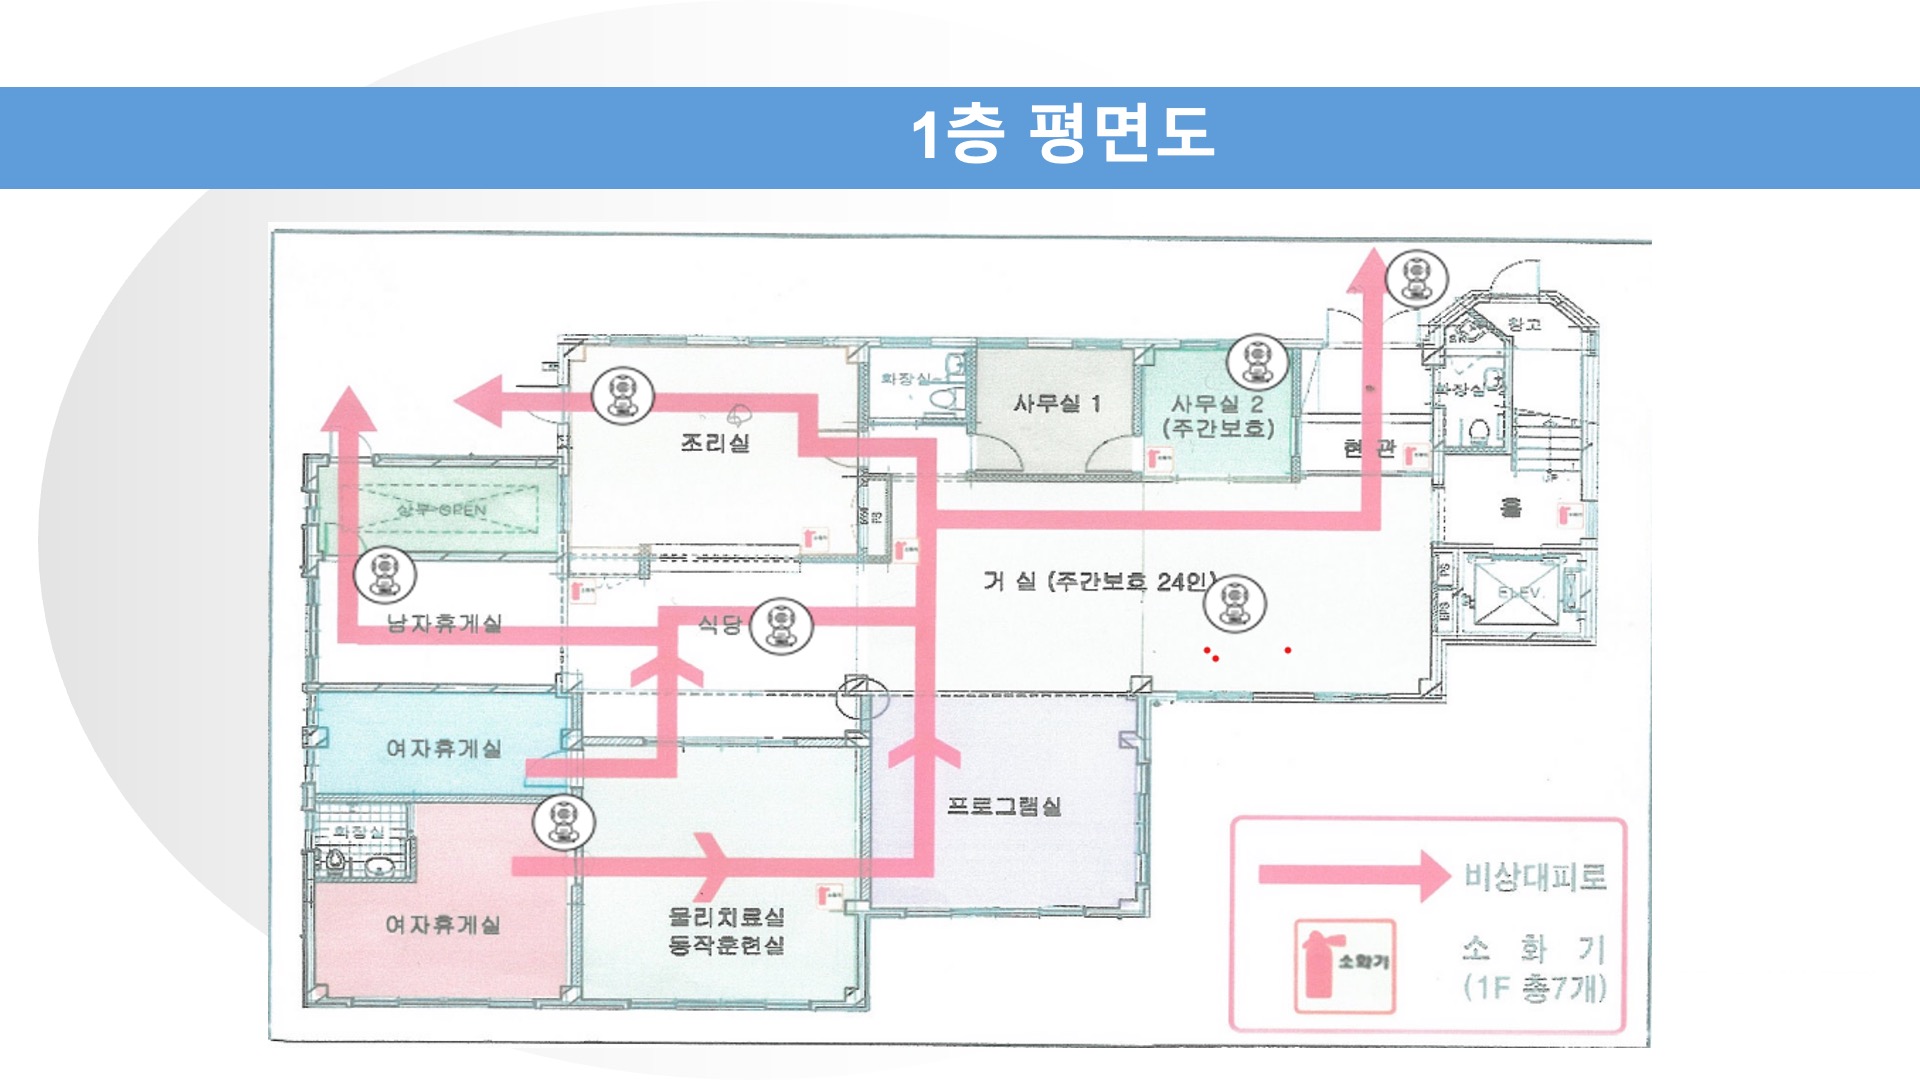 1층 평면도
창고
화장실
사무실 1
사무실 2
(주간보호)
화장실
조리실
현 관
상부 OPEN
홀
소화기
거 실 (주간보호 24인)
PS
ELEV.
남자휴게실
식당
여자휴게실
프로그램실
화장실
여자휴게실
물리치료실
동작훈련실
비상대피로
소화기
소 화 기
(1F 총7개)